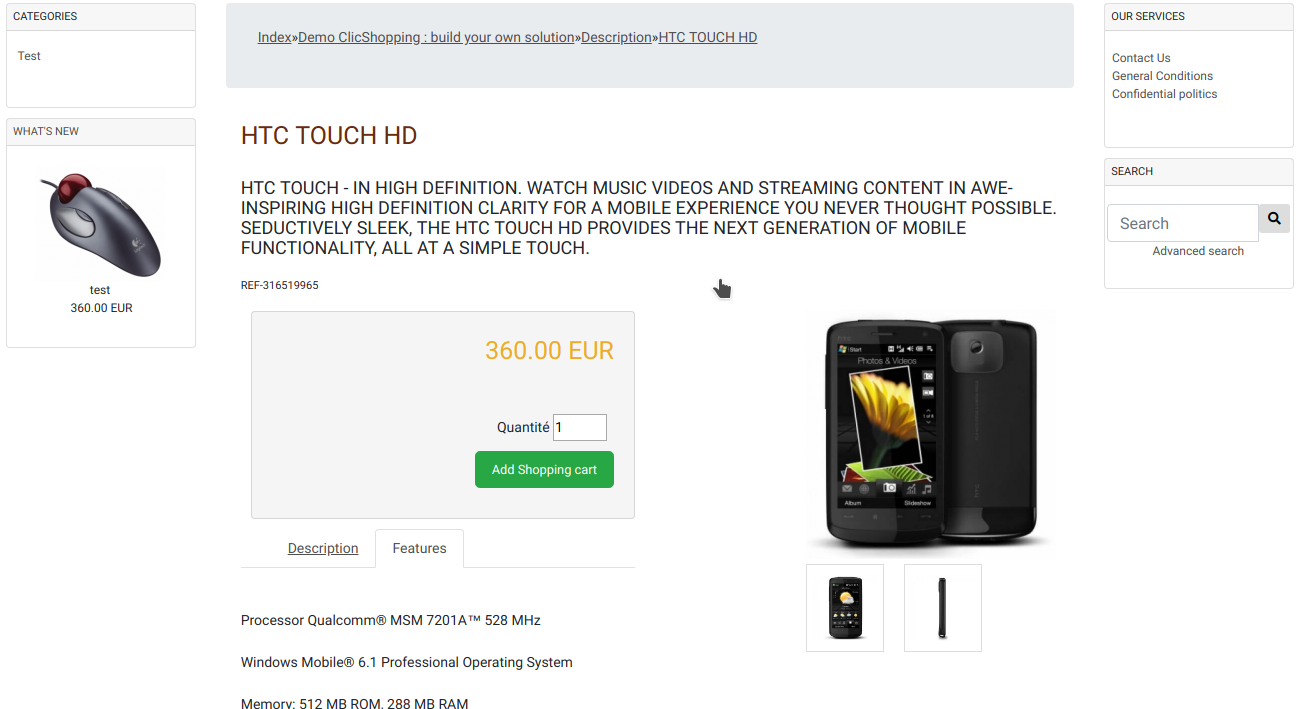 CATEGORIES
Test
WHAT'S NEW
test
360.00 EUR
Index»Demo ClicShopping : build your own solution»Description»HTC TOUCH HD
HTC TOUCH HD
HTC TOUCH - IN HIGH DEFINITION. WATCH MUSIC VIDEOS AND STREAMING CONTENT IN AWE-
INSPIRING HIGH DEFINITION CLARITY FOR A MOBILE EXPERIENCE YOU NEVER THOUGHT POSSIBLE.
SEDUCTIVELY SLEEK, THE HTC TOUCH HD PROVIDES THE NEXT GENERATION OF MOBILE
FUNCTIONALITY, ALL AT A SIMPLE TOUCH.
REF-316519965
360.00 EUR
Quantité 1
Add Shopping cart
Description Features
Processor Qualcomm® MSM 7201A™ 528 MHz
Windows Mobile® 6.1 Professional Operating System
Memory: 512 MB ROM, 288 MB RAM
Start
Photos & Videos
1 of 8
Album Slideshow
OUR SERVICES
Contact Us
General Conditions
Confidential politics
SEARCH
Search
Advanced search